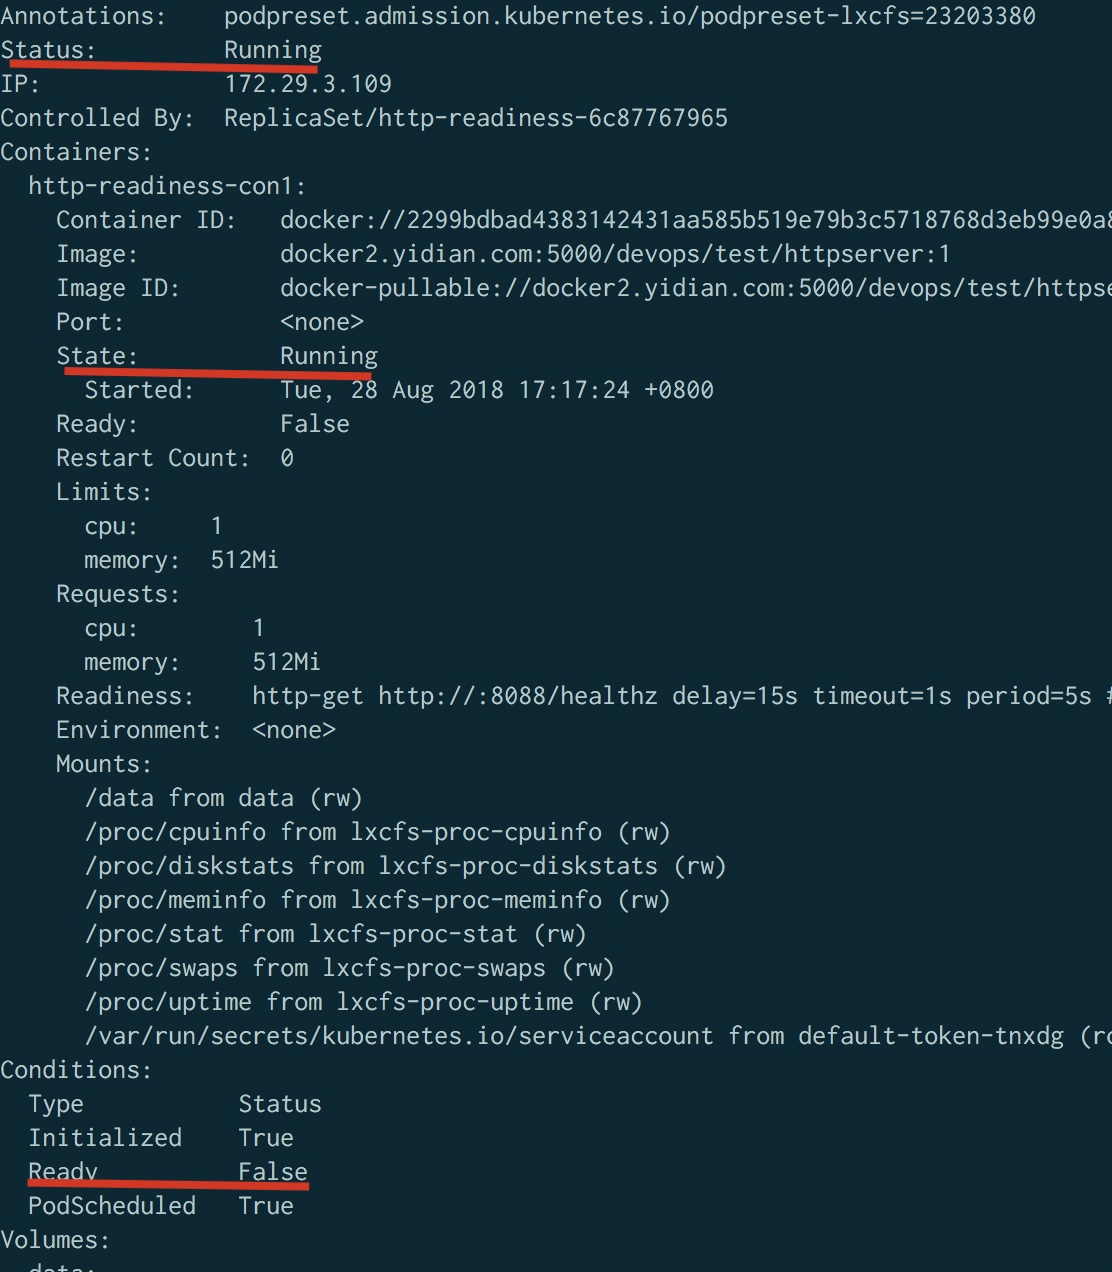 Annotations:    podpreset.admission.kubernetes.io/podpreset-lxcfs=23203380
Status:         Running
IP:             172.29.3.109
Controlled By:  ReplicaSet/http-readiness-6c87767965
Containers:
  http-readiness-con1:
    Container ID:   docker://2299bdbad4383142431aa585b519e79b3c5718768d3eb99e0a8
    Image:          docker2.yidian.com:5000/devops/test/httpserver:1
    Image ID:       docker-pullable://docker2.yidian.com:5000/devops/test/httpse
    Port:           <none>
    State:          Running
      Started:      Tue, 28 Aug 2018 17:17:24 +0800
    Ready:          False
    Restart Count:  0
    Limits:
      cpu:     1
      memory:  512Mi
    Requests:
      cpu:        1
      memory:     512Mi
    Readiness:    http-get http://:8088/healthz delay=15s timeout=1s period=5s #
    Environment:  <none>
    Mounts:
      /data from data (rw)
      /proc/cpuinfo from lxcfs-proc-cpuinfo (rw)
      /proc/diskstats from lxcfs-proc-diskstats (rw)
      /proc/meminfo from lxcfs-proc-meminfo (rw)
      /proc/stat from lxcfs-proc-stat (rw)
      /proc/swaps from lxcfs-proc-swaps (rw)
      /proc/uptime from lxcfs-proc-uptime (rw)
      /var/run/secrets/kubernetes.io/serviceaccount from default-token-tnxdg (ro
Conditions:
  Type           Status
  Initialized    True
  Ready          False
  PodScheduled   True
Volumes:
  data: